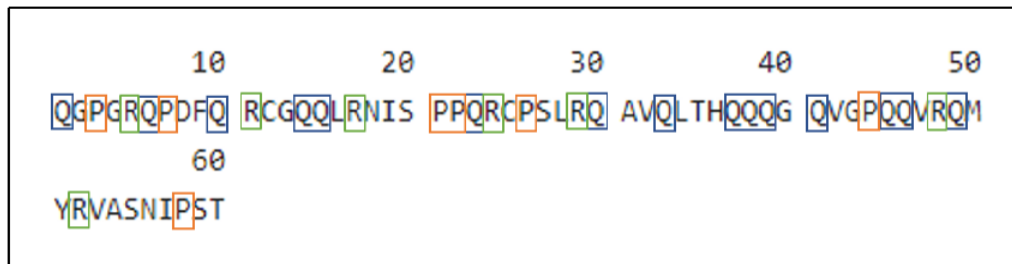 10 20 30 40 50
QGPGRQPDFQ RCGQQLRNIS PPQRCPSLRQ AVQLTHQQQG QVGPQQVRQM
60
YRVASNIPST